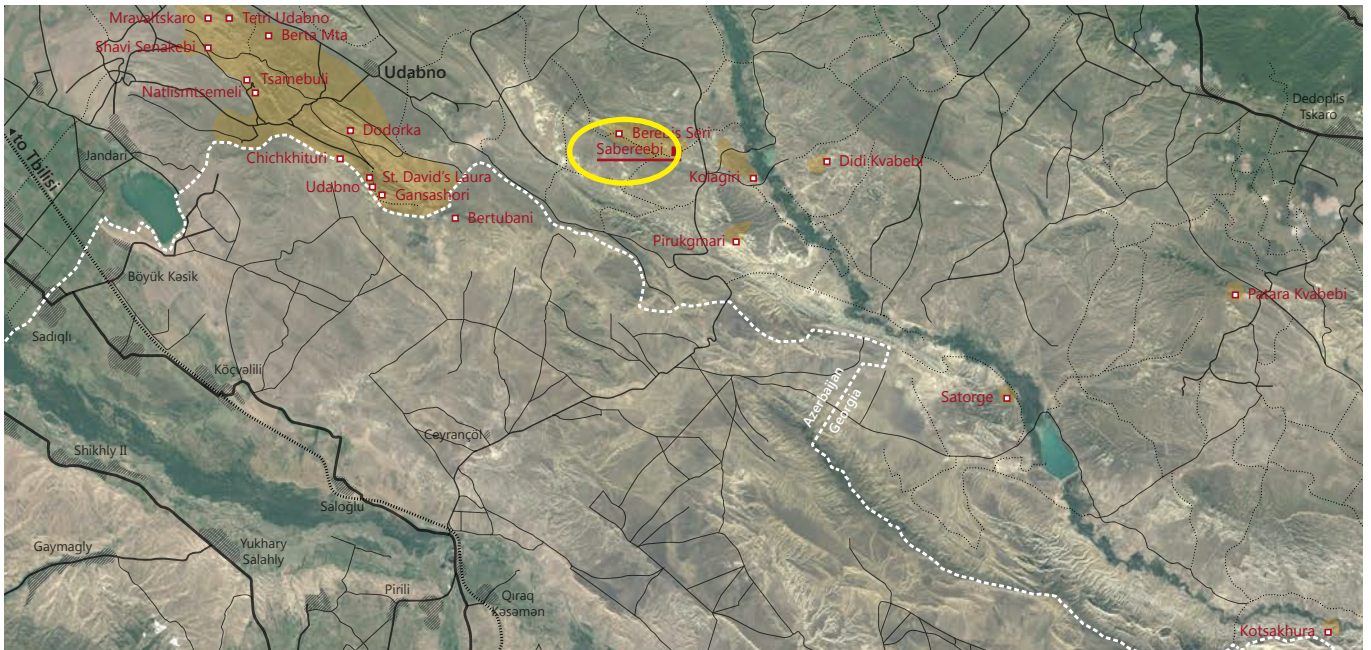 Mravaltskaro
Tetri Udabno
Berta Mta
Shavi Senakebi
Udabno
Tsamebuli
Natlismtsemeli
Dedoplis
Tskaro
Dodorka
Berebis Seri
Sabereebi
to Tbilisi
Jandari
Chichkhituri
Didi Kvabebi
St. David's Laura
Kolagiri
Udabno
Gansashori
Bertubani
Pirukgmari
Böyük Kəsik
Patara Kvabebi
Sadıqlı
Köçvəlili
Azerbaijan
Georgia
Satorge
Ceyrançöl
Shikhly II
Saloğlu
Gaymagly
Yukhary
Salahly
Pirili
Qıraq
Kəsəmən
Kotsakhura